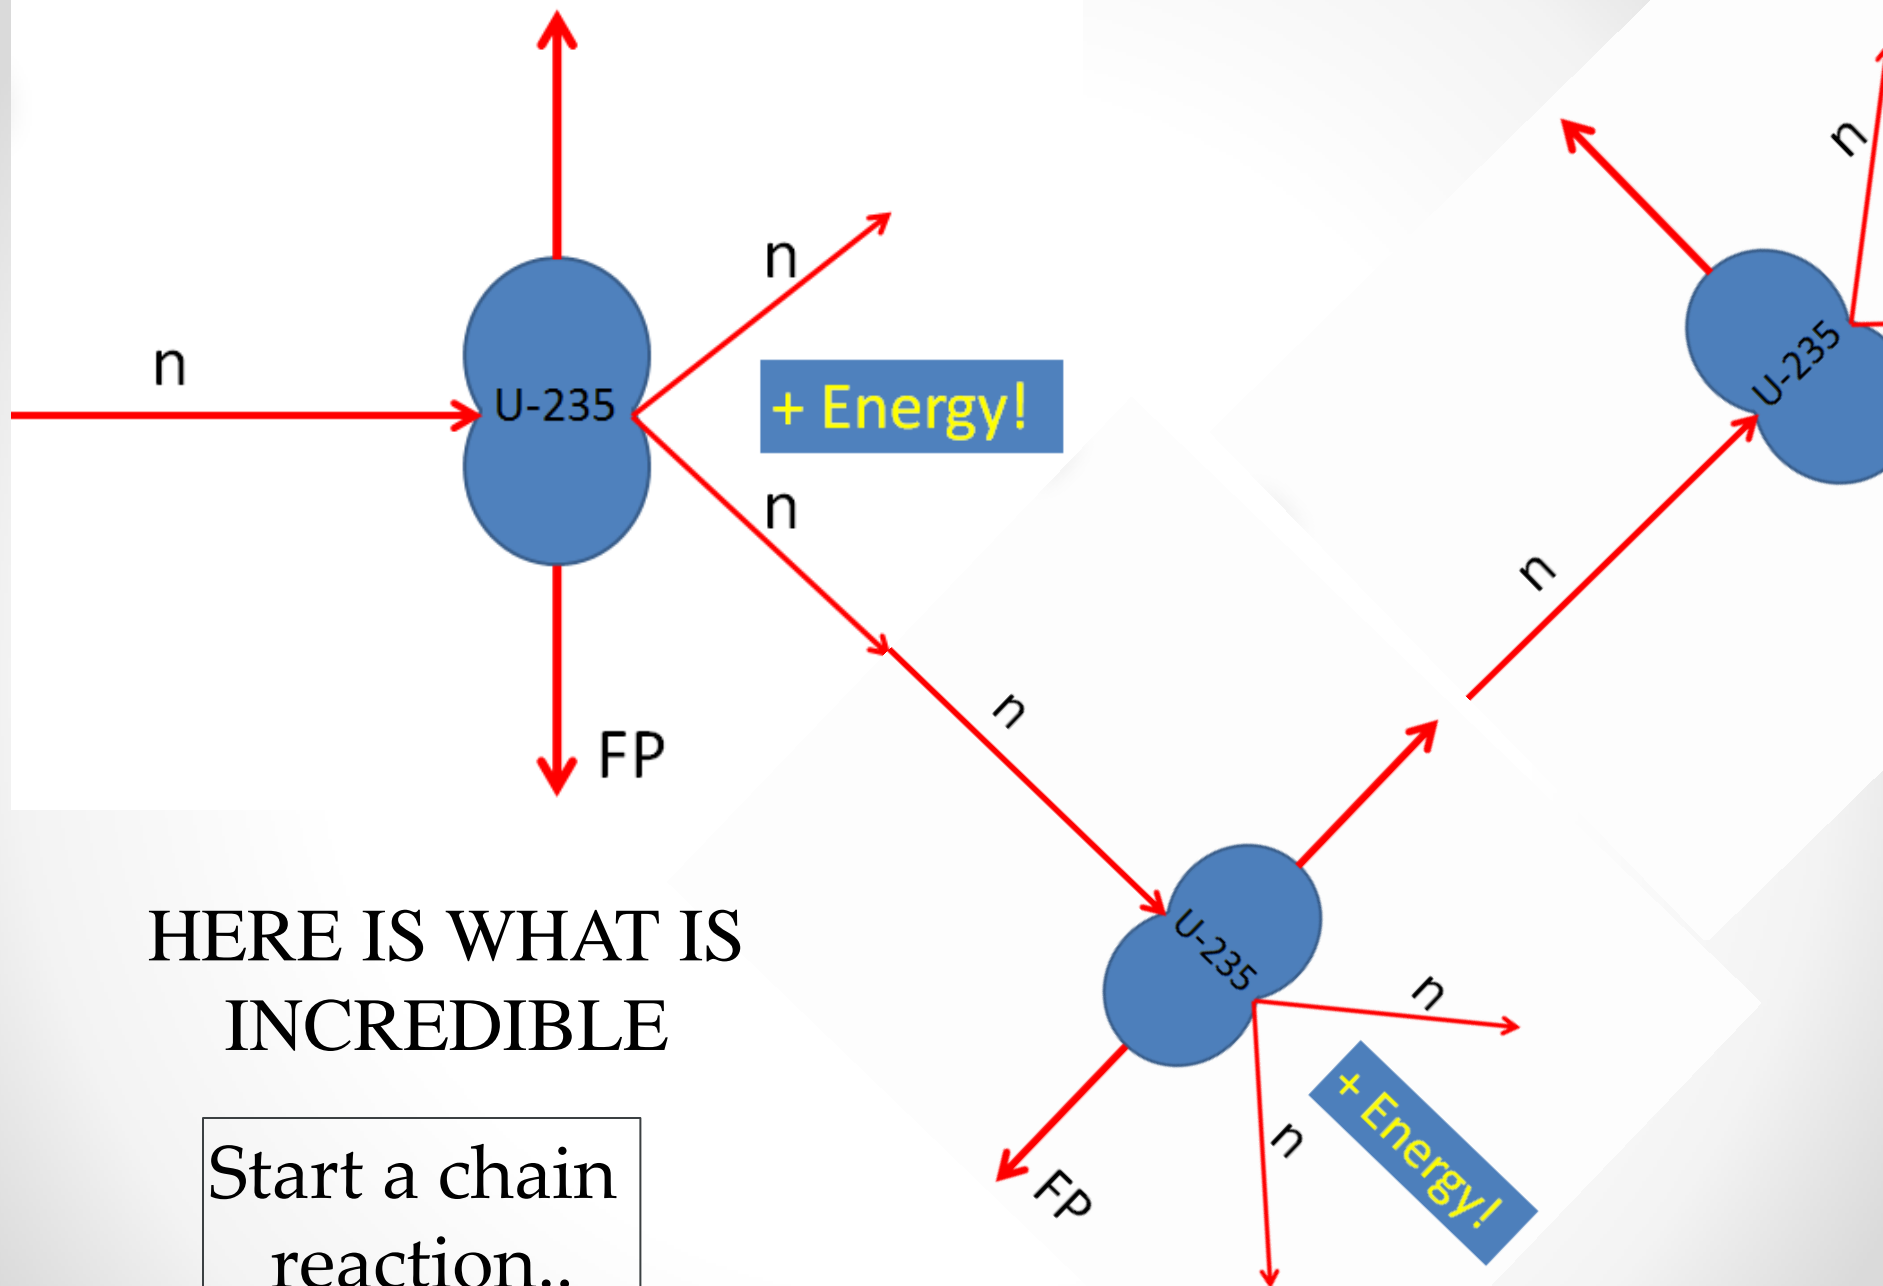 n
n
U-235
+ Energy!
n
FP
n
n
U-235
n
n
U-235
n
+ Energy!
n
FP
HERE IS WHAT IS
INCREDIBLE
Start a chain
reaction..